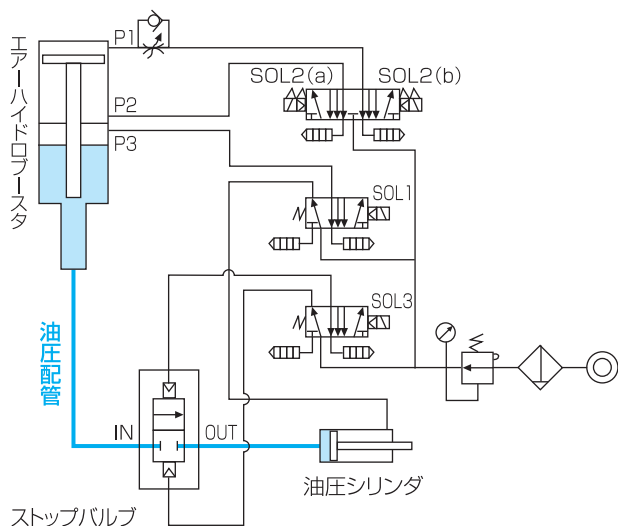 エアーハイドロブースタ
P1
P2
P3
SOL2(a)
SOL2(b)
SOL1
SOL3
油圧配管
IN
OUT
油圧シリンダ
ストップバルブ